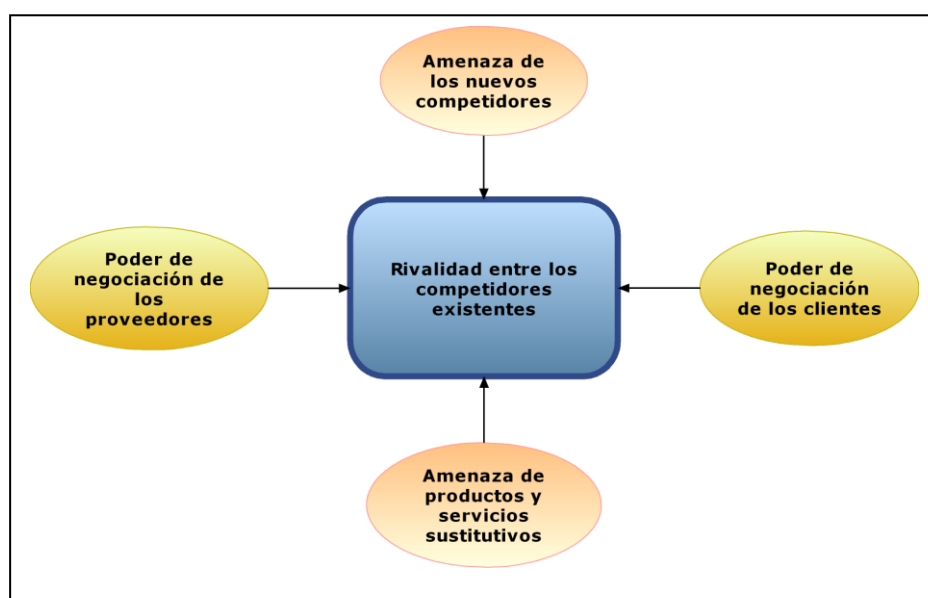 Amenaza de
los nuevos
competidores
Poder de
negociación de
los
proveedores
Rivalidad entre los
competidores
existentes
Poder de
negociación
de los clientes
Amenaza de
productos y
servicios
sustitutivos